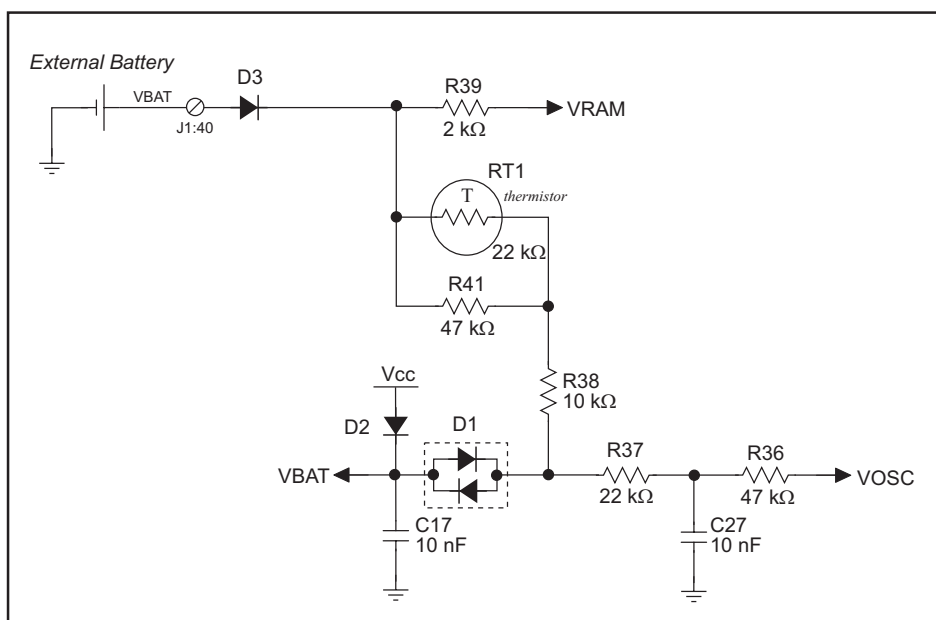 External Battery
VBAT
J1:40
D3
R39
2 kΩ
VRAM
RT1
T
thermistor
22 kΩ
R41
47 kΩ
R38
10 kΩ
Vcc
D2
D1
VBAT
C17
10 nF
R37
22 kΩ
R36
47 kΩ
VOSC
C27
10 nF